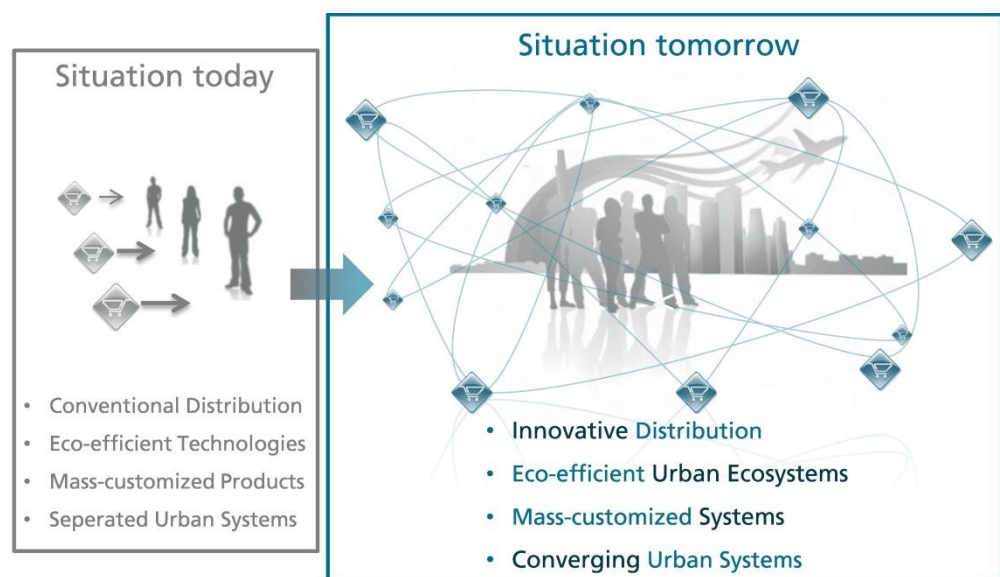 Situation today
• Conventional Distribution
• Eco-efficient Technologies
• Mass-customized Products
• Seperated Urban Systems
Situation tomorrow
• Innovative Distribution
• Eco-efficient Urban Ecosystems
• Mass-customized Systems
• Converging Urban Systems